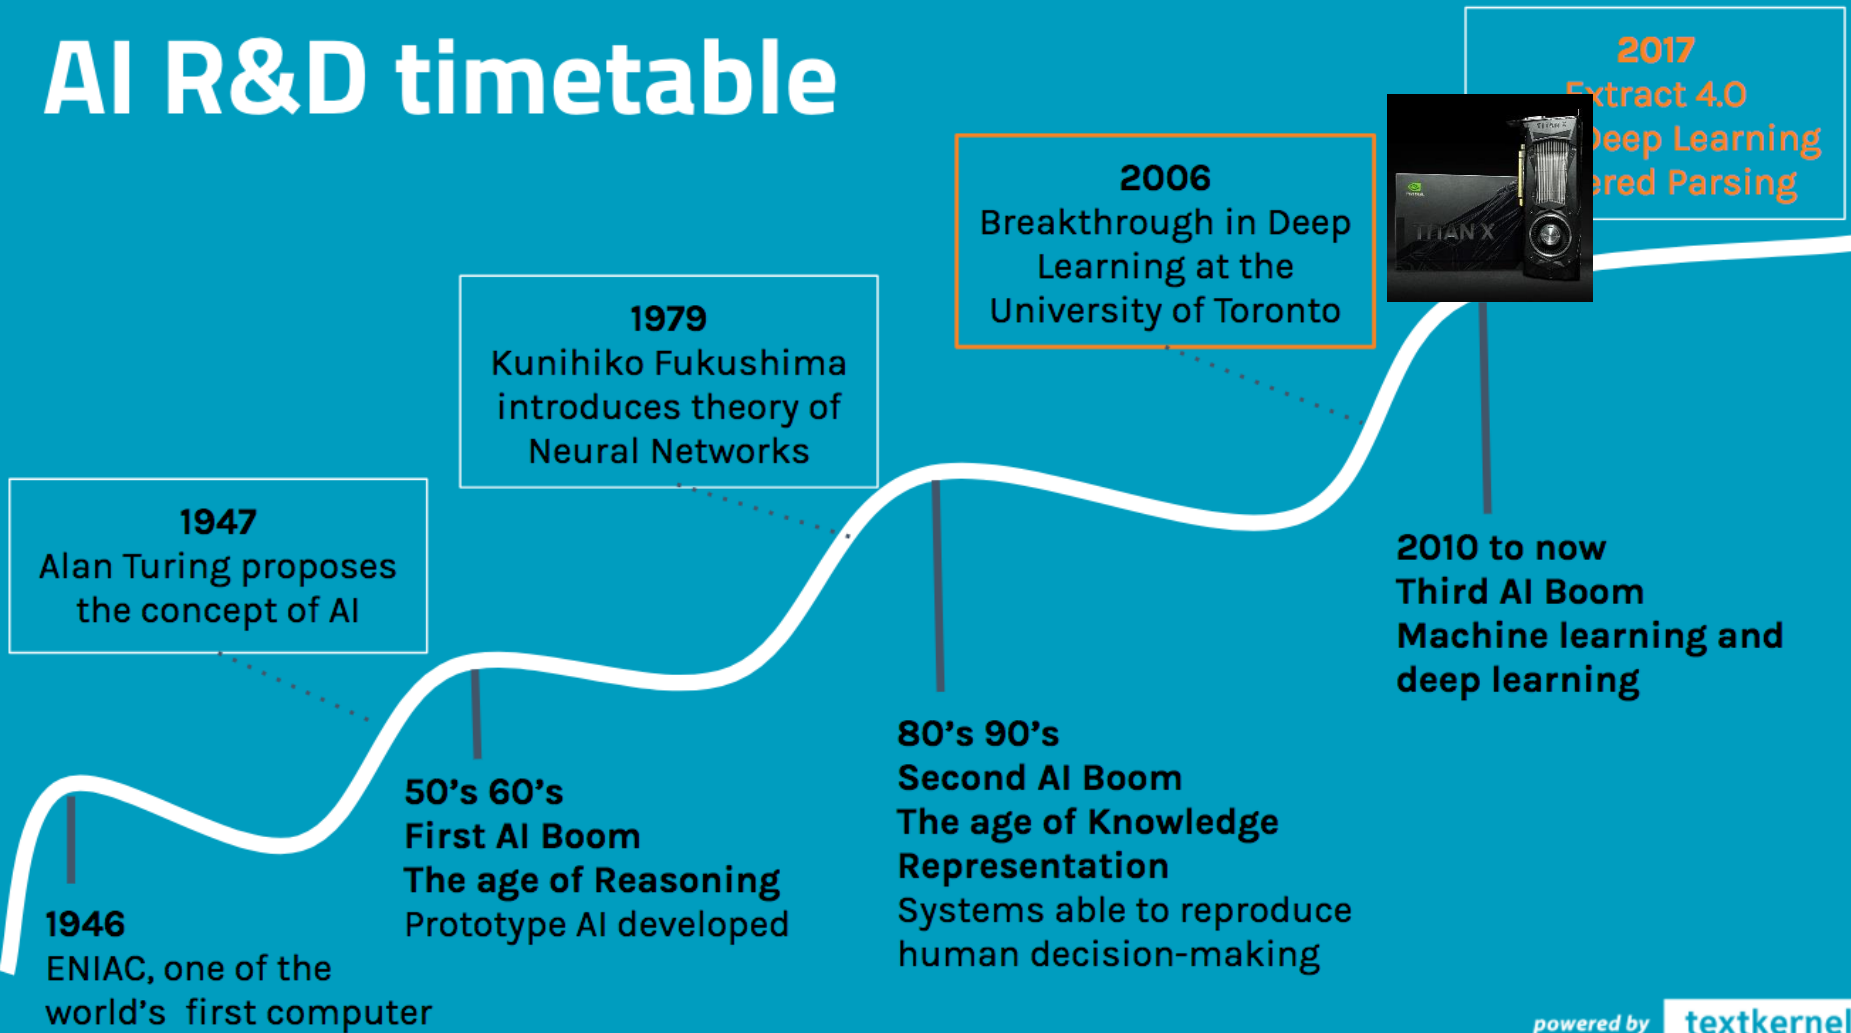 AI R&D timetable
2017
Extract 4.0
Deep Learning
Parsing
2006
Breakthrough in Deep
Learning at the
University of Toronto
TITAN X
1979
Kunihiko Fukushima
introduces theory of
Neural Networks
1947
Alan Turing proposes
the concept of AI
2010 to now
Third AI Boom
Machine learning and
deep learning
80’s 90’s
Second AI Boom
The age of Knowledge
Representation
Systems able to reproduce
human decision-making
50’s 60’s
First AI Boom
The age of Reasoning
Prototype AI developed
1946
ENIAC, one of the
world’s first computer
powered by textkernel